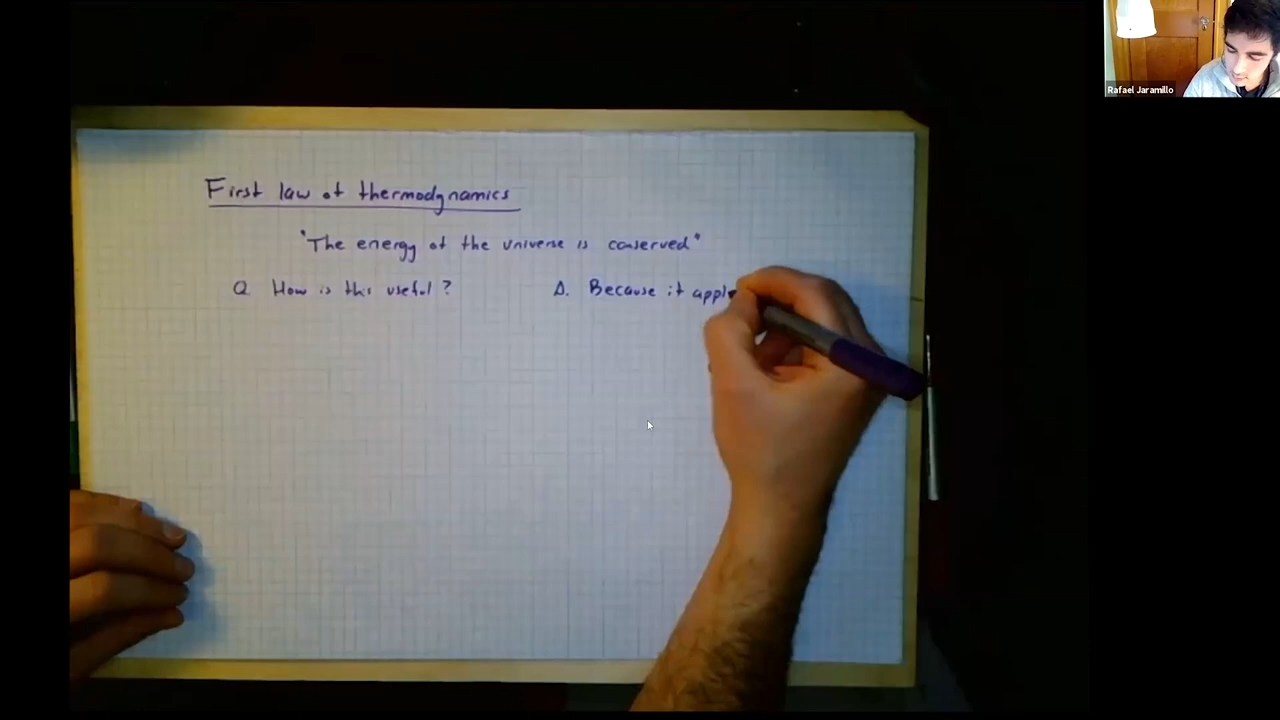 Rafael Jaramillo
First law of thermodynamics
"The energy of the universe is conserved"
Q. How is this useful? A. Because it appl